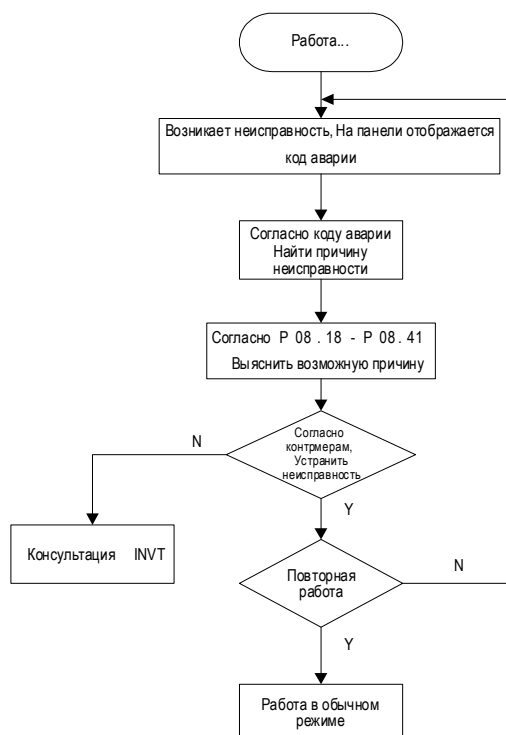 Работа...
Возникает неисправность, На панели отображается
код аварии
Согласно коду аварии
Найти причину
неисправности
Согласно P 08 . 18 - P 08. 41
Выяснить возможную причину
N
Согласно
контрмерам,
Устранить
неисправность
Y
Консультация INVT
Повторная
работа
N
Y
Работа в обычном
режиме